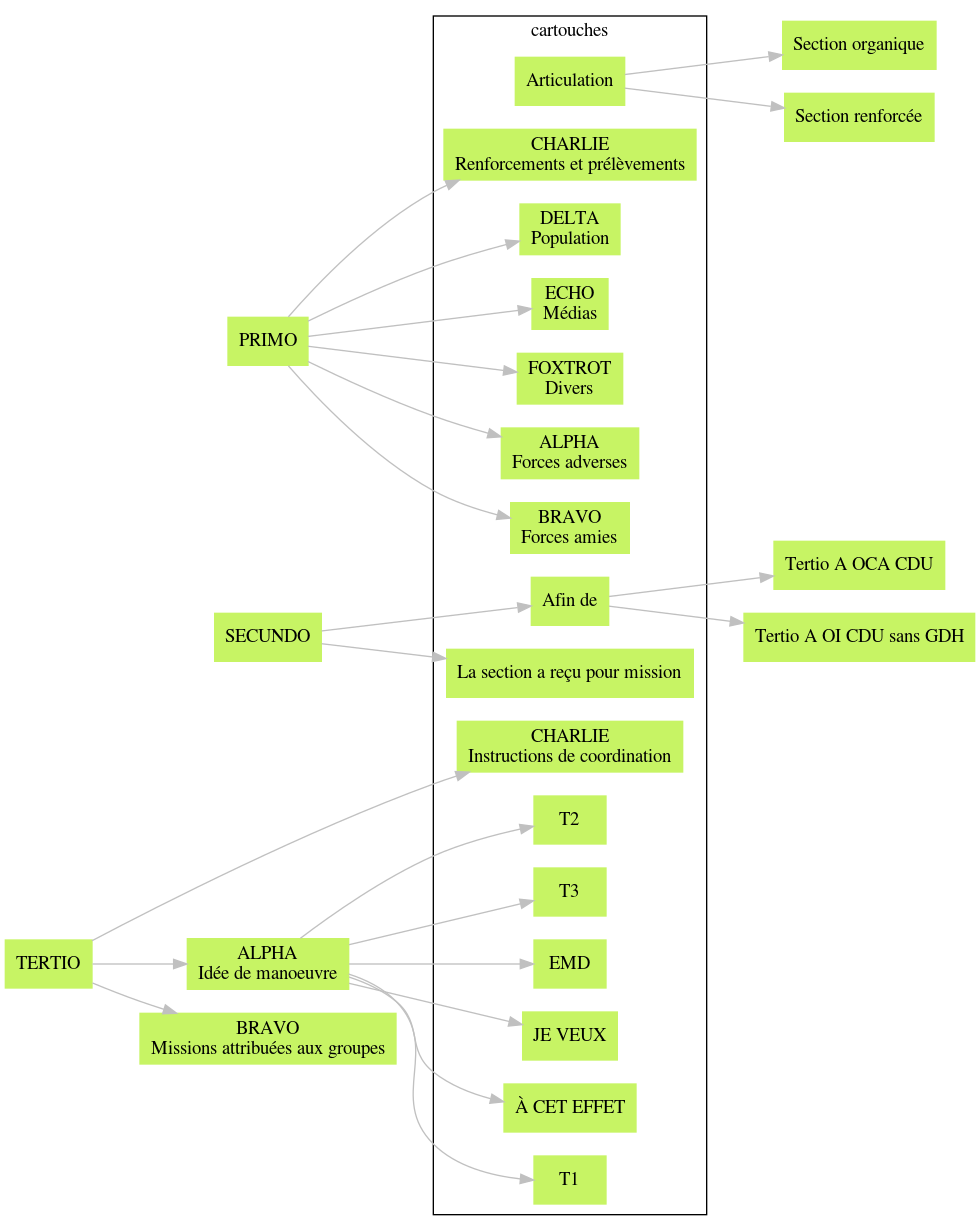 cartouches
Articulation
Section organique
Section renforcée
CHARLIE
Renforcements et prélèvements
DELTA
Population
ECHO
Médias
PRIMO
FOXTROT
Divers
ALPHA
Forces adverses
BRAVO
Forces amies
Afin de
Tertio A OCA CDU
SECUNDO
Tertio A OI CDU sans GDH
La section a reçu pour mission
CHARLIE
Instructions de coordination
T2
T3
TERTIO
ALPHA
Idée de manoeuvre
EMD
BRAVO
Missions attribuées aux groupes
JE VEUX
À CET EFFET
T1